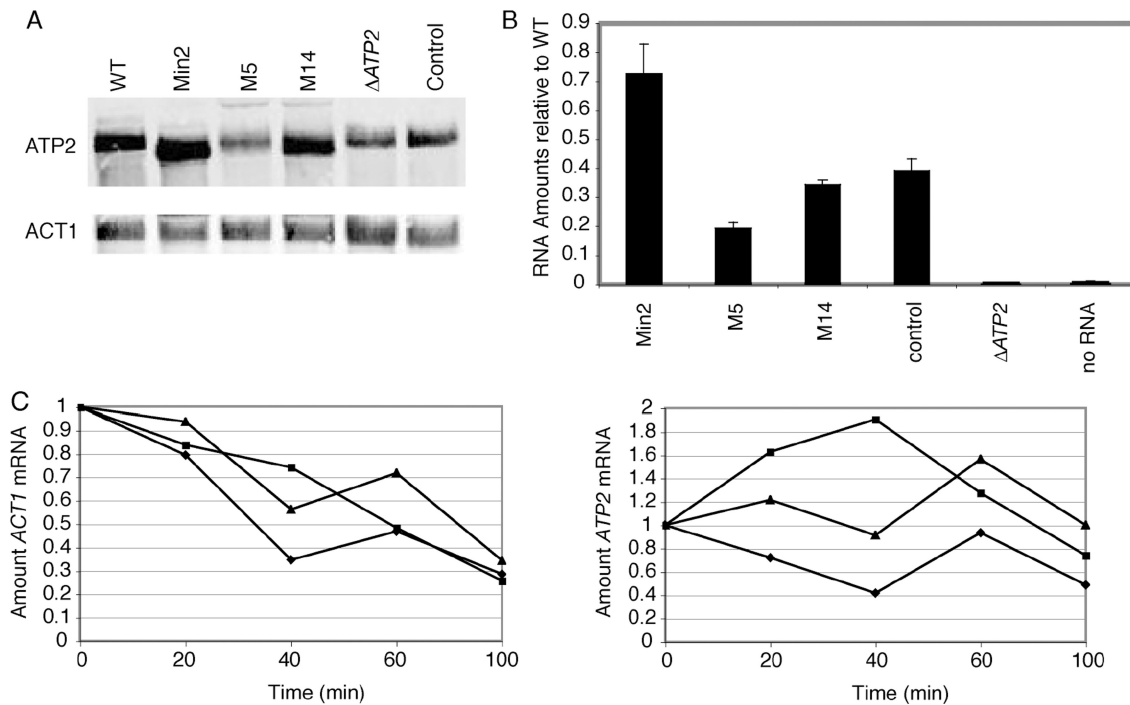 A
WT
Min2
M5
M14
ΔATP2
Control
ATP2
ACT1
B
RNA Amounts relative to WT
0.9
0.8
0.7
0.6
0.5
0.4
0.3
0.2
0.1
0
Min2
M5
M14
control
ΔATP2
no RNA
C
Amount ACT1 mRNA
1
0.9
0.8
0.7
0.6
0.5
0.4
0.3
0.2
0.1
0
0 20 40 60 100
Time (min)
Amount ATP2 mRNA
2
1.8
1.6
1.4
1.2
1
0.8
0.6
0.4
0.2
0
0 20 40 60 100
Time (min)